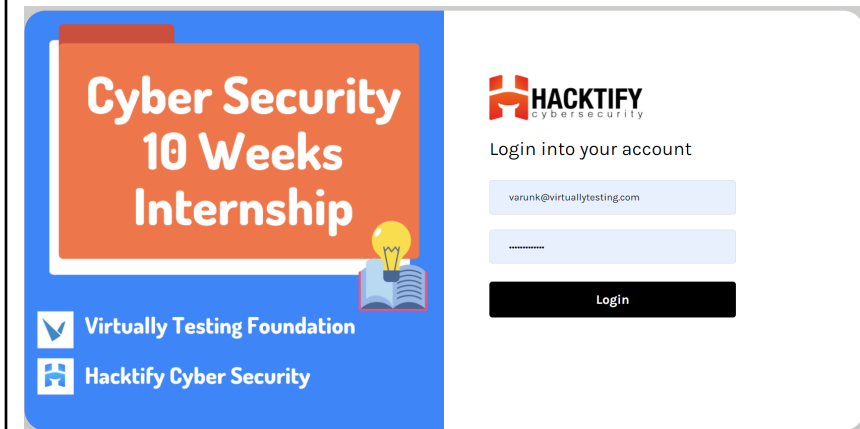 Cyber Security
10 Weeks
Internship
Virtually Testing Foundation
Hacktify Cyber Security
HACKTIFY
cybersecurity
Login into your account
varunk@virtuallytesting.com
•••••••••••••
Login